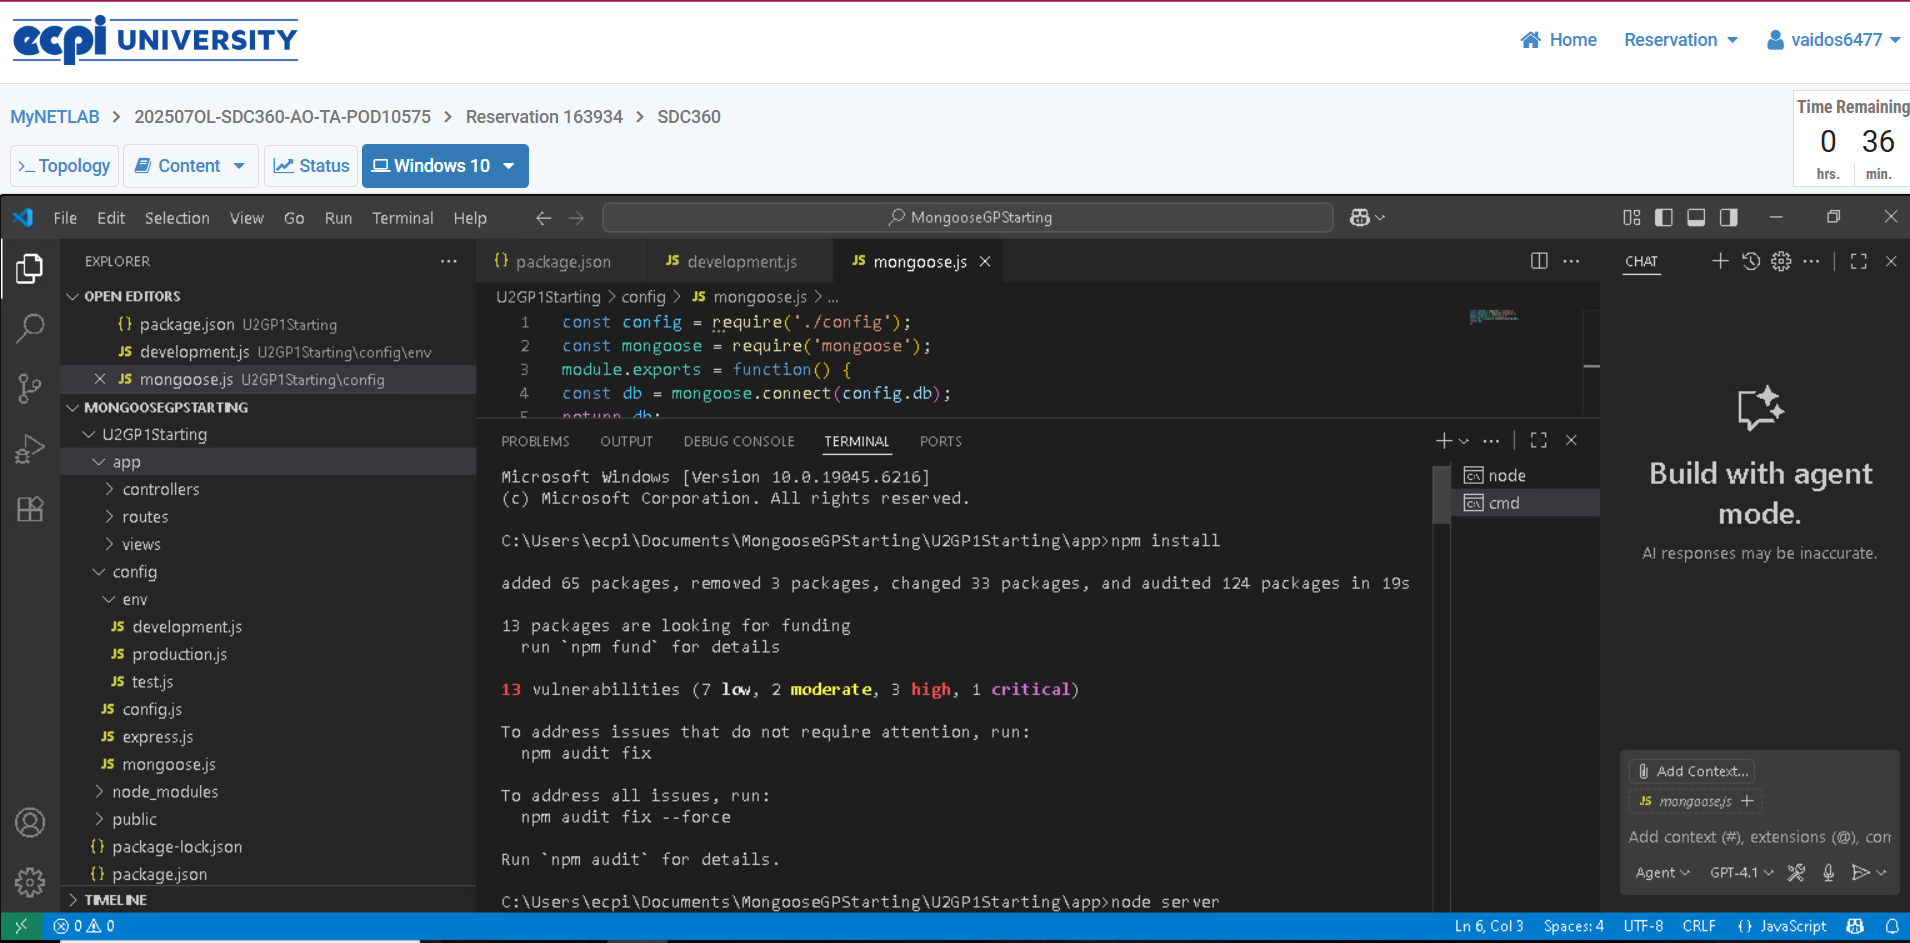 ecpi UNIVERSITY
Home Reservation vaidos6477
MyNETLAB > 202507OL-SDC360-AO-TA-POD10575 > Reservation 163934 > SDC360
Time Remaining
0 36
hrs. min.
>_ Topology Content Status Windows 10
File Edit Selection View Go Run Terminal Help
MongooseGPStarting
EXPLORER
OPEN EDITORS
{} package.json U2GP1Starting
JS development.js U2GP1Starting\config\env
JS mongoose.js U2GP1Starting\config
MONGOOSEGPSTARTING
U2GP1Starting
app
controllers
routes
views
config
env
JS development.js
JS production.js
JS test.js
JS config.js
JS express.js
JS mongoose.js
node_modules
public
{} package-lock.json
{} package.json
TIMELINE
{} package.json JS development.js JS mongoose.js
U2GP1Starting > config > JS mongoose.js > ...
1 const config = require('./config');
2 const mongoose = require('mongoose');
3 module.exports = function() {
4 const db = mongoose.connect(config.db);
5 return db;
PROBLEMS OUTPUT DEBUG CONSOLE TERMINAL PORTS
Microsoft Windows [Version 10.0.19045.6216]
(c) Microsoft Corporation. All rights reserved.
C:\Users\ecpi\Documents\MongooseGPStarting\U2GP1Starting\app>npm install
added 65 packages, removed 3 packages, changed 33 packages, and audited 124 packages in 19s
13 packages are looking for funding
run `npm fund` for details
13 vulnerabilities (7 low, 2 moderate, 3 high, 1 critical)
To address issues that do not require attention, run:
npm audit fix
To address all issues, run:
npm audit fix --force
Run `npm audit` for details.
C:\Users\ecpi\Documents\MongooseGPStarting\U2GP1Starting\app>node server
node
cmd
CHAT
Build with agent
mode.
AI responses may be inaccurate.
Add Context...
JS mongoose.js +
Add context (#), extensions (@), com
Agent GPT-4.1
0 0
Ln 6, Col 3 Spaces: 4 UTF-8 CRLF {} JavaScript